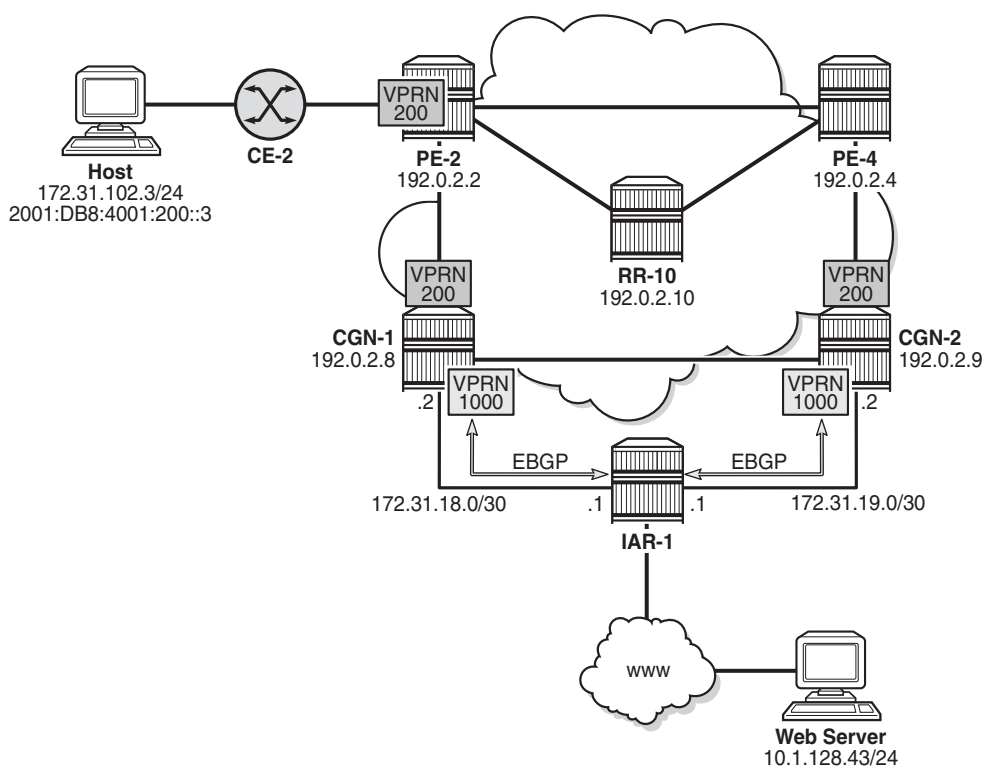 VPRN
200
Host
172.31.102.3/24
2001:DB8:4001:200::3
CE-2
PE-2
192.0.2.2
PE-4
192.0.2.4
RR-10
192.0.2.10
VPRN
200
VPRN
200
CGN-1
192.0.2.8
CGN-2
192.0.2.9
.2
VPRN
1000
VPRN
1000
.2
EBGP
EBGP
172.31.18.0/30
.1
.1
172.31.19.0/30
IAR-1
www
Web Server
10.1.128.43/24